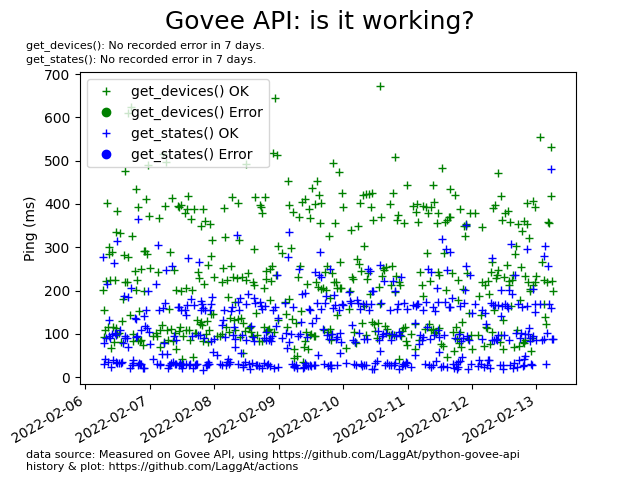 Govee API: is it working?
get_devices(): No recorded error in 7 days.
get_states(): No recorded error in 7 days.
get_devices() OK
get_devices() Error
get_states() OK
get_states() Error
Ping (ms)
700
600
500
400
300
200
100
0
2022-02-06
2022-02-07
2022-02-08
2022-02-09
2022-02-10
2022-02-11
2022-02-12
2022-02-13
data source: Measured on Govee API, using https://github.com/LaggAt/python-govee-api
history & plot: https://github.com/LaggAt/actions